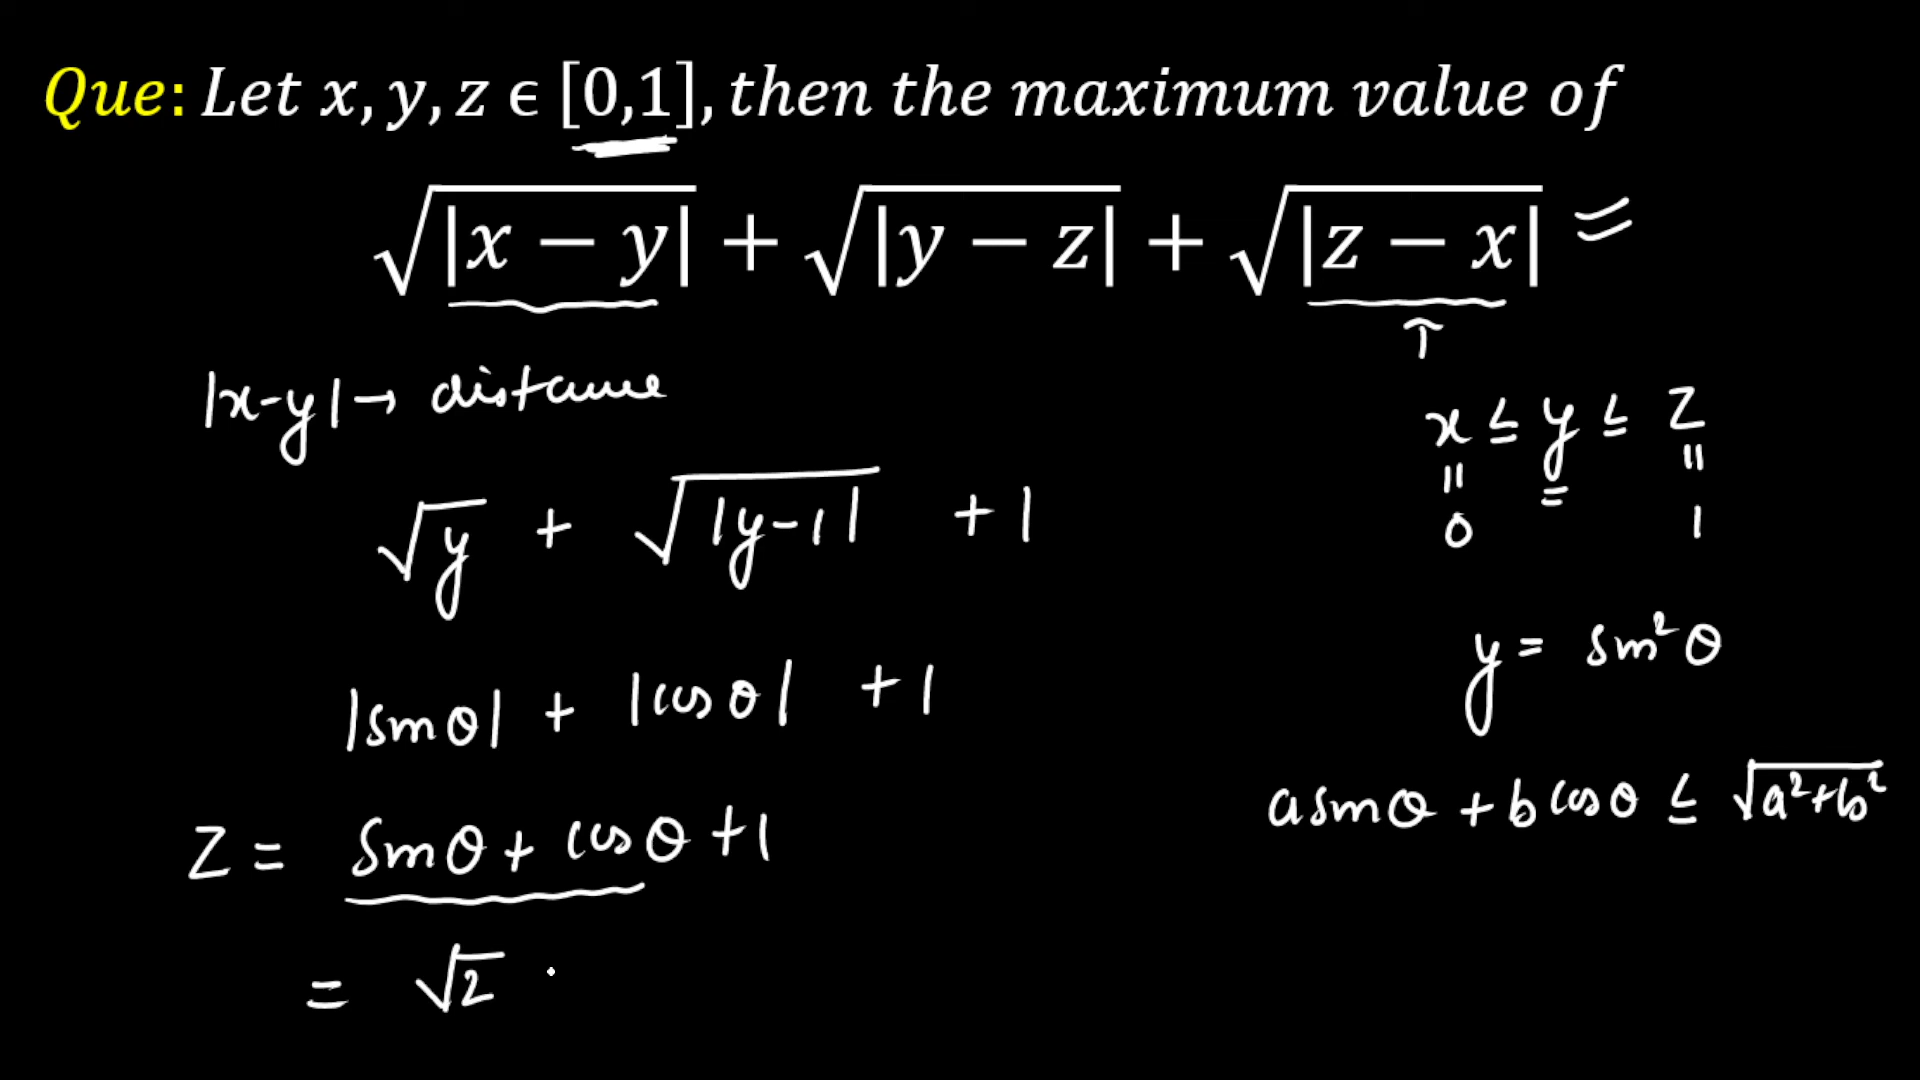 Que: Let x, y, z ϵ [0,1], then the maximum value of
√|x − y| + √|y − z| + √|z − x| =
↑
|x-y| → distance
x ≤ y ≤ z
॥ = ॥
0 1
√y + √|y-1| + 1
y = sin²θ
|sinθ| + |cosθ| + 1
a sinθ + b cosθ ≤ √a²+b²
Z = sinθ + cosθ + 1
= √2